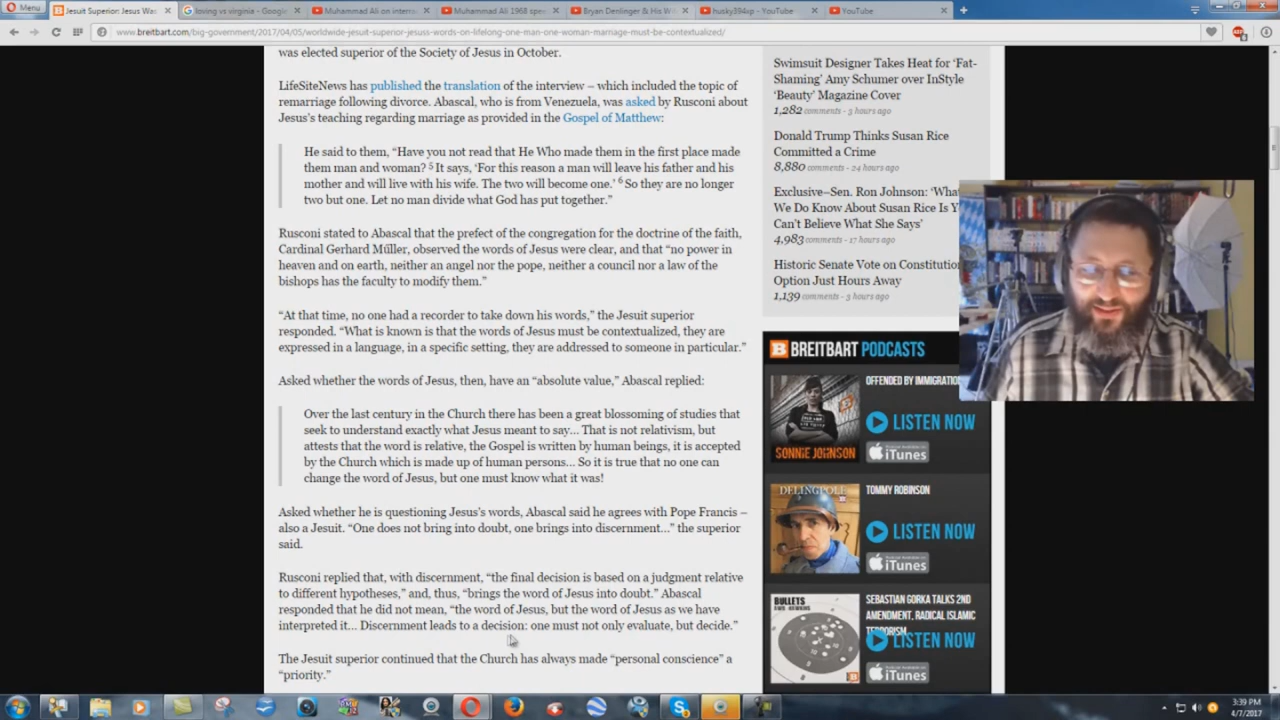 Menu
Jesuit Superior: Jesus Wa
loving vs virginia - Google
Muhammad Ali on interra
Muhammad Ali 1968 spe
Bryan Denlinger & His Wif
husky394xp - YouTube
YouTube
www.breitbart.com/big-government/2017/04/05/worldwide-jesuit-superior-jesuss-words-on-lifelong-one-man-one-woman-marriage-must-be-contextualized/
was elected superior of the Society of Jesus in October.
LifeSiteNews has published the translation of the interview – which included the topic of
remarriage following divorce. Abascal, who is from Venezuela, was asked by Rusconi about
Jesus's teaching regarding marriage as provided in the Gospel of Matthew:
He said to them, “Have you not read that He Who made them in the first place made
them man and woman? 5 It says, ‘For this reason a man will leave his father and his
mother and will live with his wife. The two will become one.’ 6 So they are no longer
two but one. Let no man divide what God has put together.”
Rusconi stated to Abascal that the prefect of the congregation for the doctrine of the faith,
Cardinal Gerhard Müller, observed the words of Jesus were clear, and that “no power in
heaven and on earth, neither an angel nor the pope, neither a council nor a law of the
bishops has the faculty to modify them.”
“At that time, no one had a recorder to take down his words,” the Jesuit superior
responded. “What is known is that the words of Jesus must be contextualized, they are
expressed in a language, in a specific setting, they are addressed to someone in particular.”
Asked whether the words of Jesus, then, have an “absolute value,” Abascal replied:
Over the last century in the Church there has been a great blossoming of studies that
seek to understand exactly what Jesus meant to say… That is not relativism, but
attests that the word is relative, the Gospel is written by human beings, it is accepted
by the Church which is made up of human persons… So it is true that no one can
change the word of Jesus, but one must know what it was!
Asked whether he is questioning Jesus's words, Abascal said he agrees with Pope Francis –
also a Jesuit. “One does not bring into doubt, one brings into discernment…” the superior
said.
Rusconi replied that, with discernment, “the final decision is based on a judgment relative
to different hypotheses,” and, thus, “brings the word of Jesus into doubt.” Abascal
responded that he did not mean, “the word of Jesus, but the word of Jesus as we have
interpreted it… Discernment leads to a decision: one must not only evaluate, but decide.”
The Jesuit superior continued that the Church has always made “personal conscience” a
“priority.”
Swimsuit Designer Takes Heat for ‘Fat-
Shaming’ Amy Schumer over InStyle
‘Beauty’ Magazine Cover
1,282 comments - 3 hours ago
Donald Trump Thinks Susan Rice
Committed a Crime
8,880 comments - 24 hours ago
Exclusive–Sen. Ron Johnson: ‘What
We Do Know About Susan Rice Is Y
Can't Believe What She Says’
4,983 comments - 17 hours ago
Historic Senate Vote on Constitution
Option Just Hours Away
1,139 comments - 3 hours ago
B BREITBART PODCASTS
SONNIE JOHNSON
OFFENDED BY IMMIGRATIO
LISTEN NOW
iTunes
DELINGPOLE
TOMMY ROBINSON
LISTEN NOW
iTunes
BULLETS
SEBASTIAN GORKA TALKS 2ND
AMENDMENT, RADICAL ISLAMIC
TERRORISM
LISTEN NOW
iTunes
3:39 PM
4/7/2017